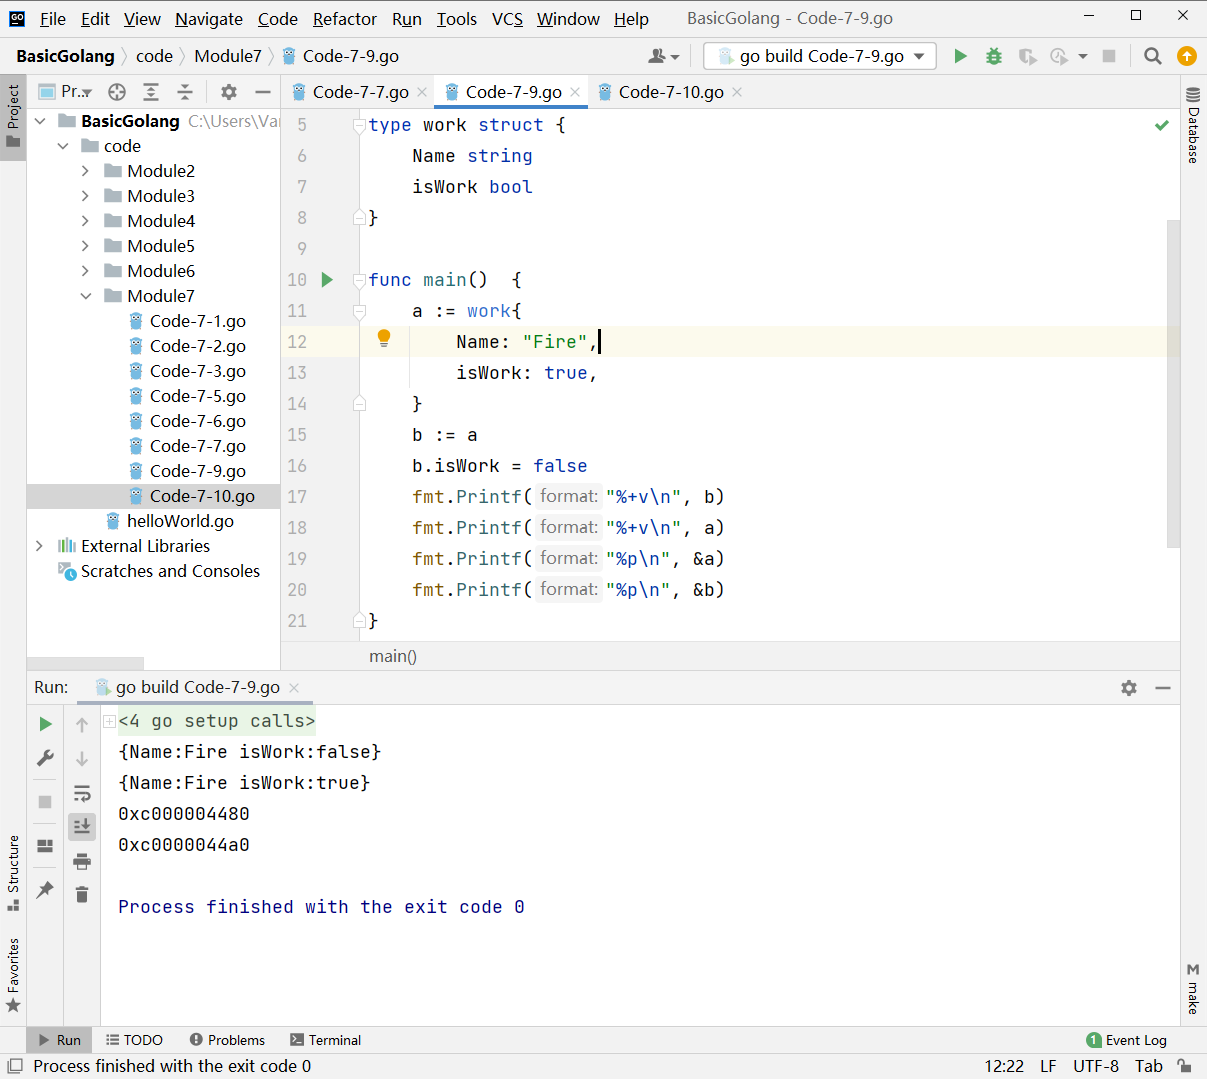 GO File Edit View Navigate Code Refactor Run Tools VCS Window Help BasicGolang - Code-7-9.go
BasicGolang code Module7 Code-7-9.go go build Code-7-9.go
Project
Pr...
Code-7-7.go Code-7-9.go Code-7-10.go
BasicGolang C:\Users\Va
code
Module2
Module3
Module4
Module5
Module6
Module7
Code-7-1.go
Code-7-2.go
Code-7-3.go
Code-7-5.go
Code-7-6.go
Code-7-7.go
Code-7-9.go
Code-7-10.go
helloWorld.go
External Libraries
Scratches and Consoles
5 type work struct {
6 Name string
7 isWork bool
8 }
9
10 func main()  {
11 a := work{
12 Name: "Fire",
13 isWork: true,
14 }
15 b := a
16 b.isWork = false
17 fmt.Printf( format: "%+v\n", b)
18 fmt.Printf( format: "%+v\n", a)
19 fmt.Printf( format: "%p\n", &a)
20 fmt.Printf( format: "%p\n", &b)
21 }
main()
Database
Run: go build Code-7-9.go
<4 go setup calls>
{Name:Fire isWork:false}
{Name:Fire isWork:true}
0xc000004480
0xc0000044a0
Process finished with the exit code 0
Structure
Favorites
M make
Run TODO Problems Terminal 1 Event Log
Process finished with the exit code 0 12:22 LF UTF-8 Tab